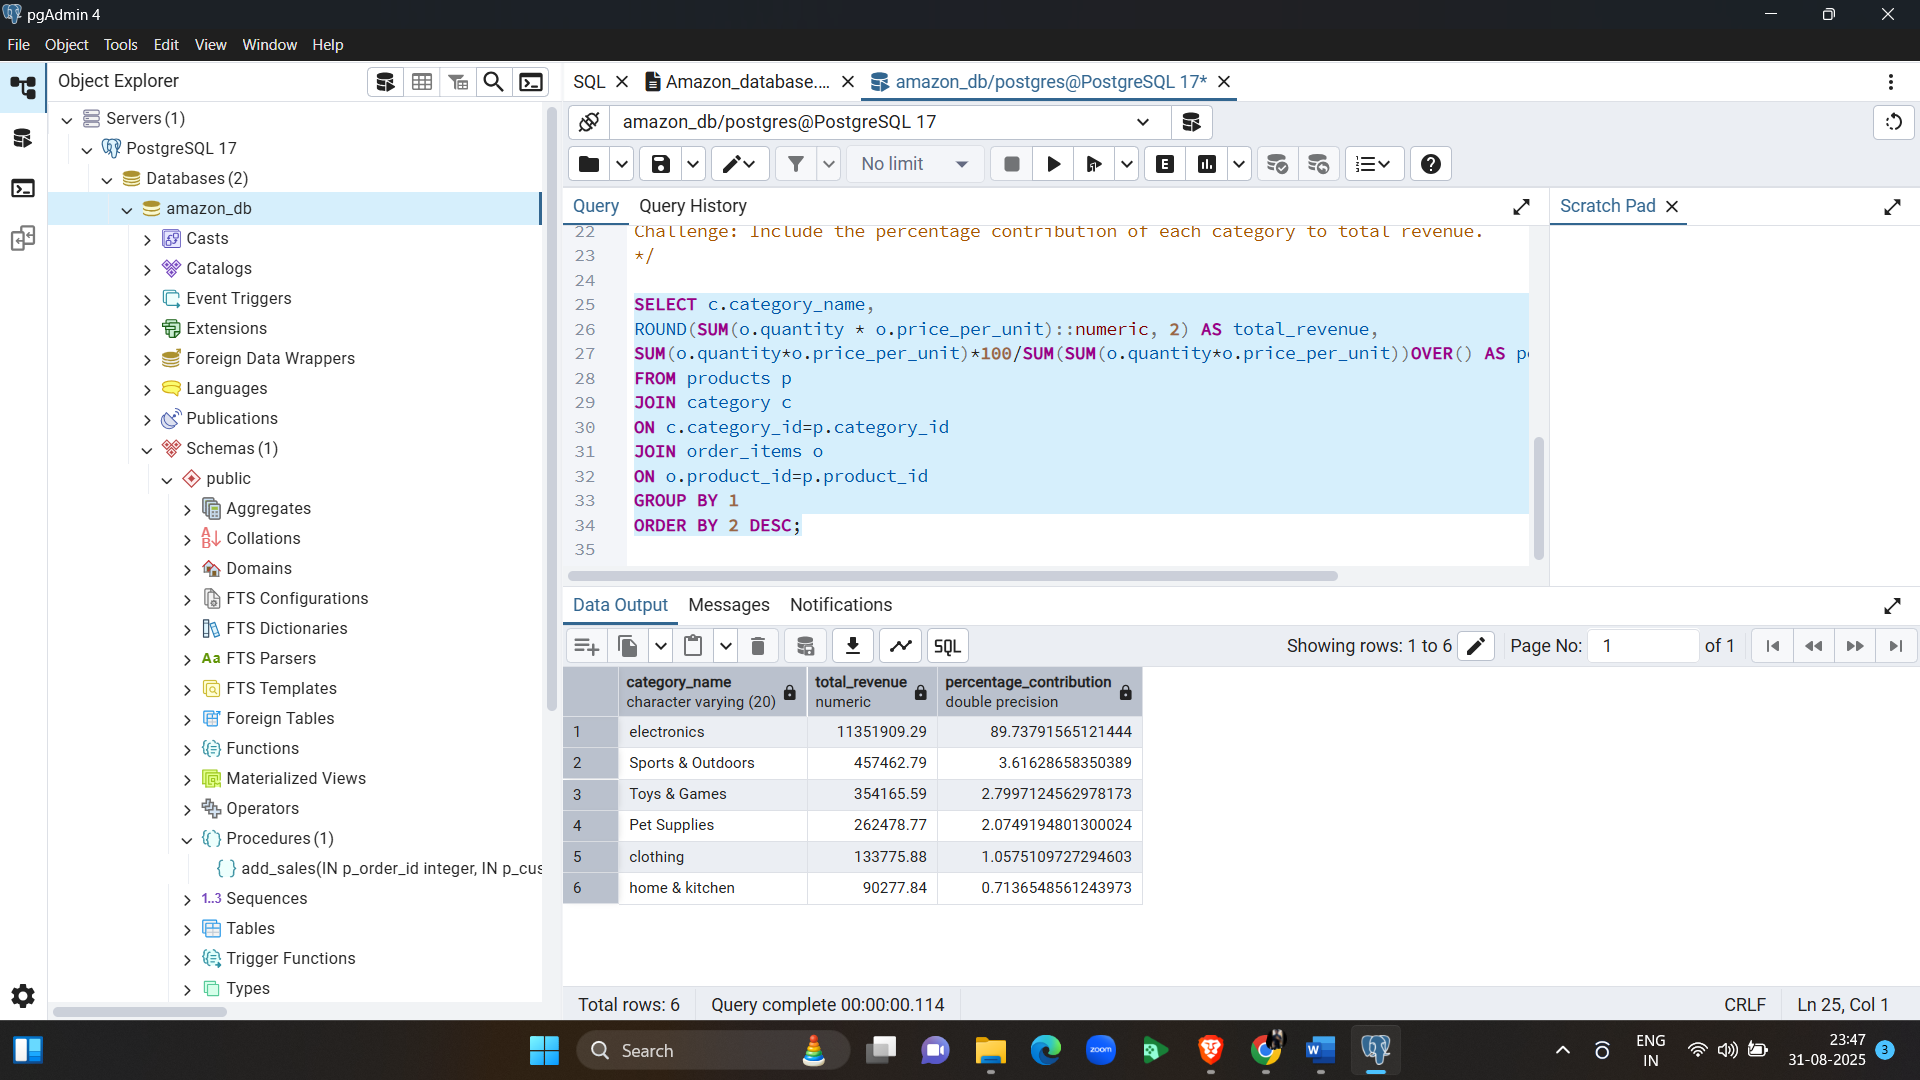 pgAdmin 4
File Object Tools Edit View Window Help
Object Explorer
Servers (1)
PostgreSQL 17
Databases (2)
amazon_db
Casts
Catalogs
Event Triggers
Extensions
Foreign Data Wrappers
Languages
Publications
Schemas (1)
public
Aggregates
Collations
Domains
FTS Configurations
FTS Dictionaries
Aa FTS Parsers
FTS Templates
Foreign Tables
Functions
Materialized Views
Operators
Procedures (1)
add_sales(IN p_order_id integer, IN p_cus
1..3 Sequences
Tables
Trigger Functions
Types
SQL Amazon_database.... amazon_db/postgres@PostgreSQL 17*
amazon_db/postgres@PostgreSQL 17
No limit E
Query Query History
Scratch Pad
22 Challenge: Include the percentage contribution of each category to total revenue.
23 */
24
25 SELECT c.category_name,
26 ROUND(SUM(o.quantity * o.price_per_unit)::numeric, 2) AS total_revenue,
27 SUM(o.quantity*o.price_per_unit)*100/SUM(SUM(o.quantity*o.price_per_unit))OVER() AS p
28 FROM products p
29 JOIN category c
30 ON c.category_id=p.category_id
31 JOIN order_items o
32 ON o.product_id=p.product_id
33 GROUP BY 1
34 ORDER BY 2 DESC;
35
Data Output Messages Notifications
SQL Showing rows: 1 to 6 Page No: 1 of 1
category_name total_revenue percentage_contribution
character varying (20) numeric double precision
1 electronics 11351909.29 89.73791565121444
2 Sports & Outdoors 457462.79 3.61628658350389
3 Toys & Games 354165.59 2.7997124562978173
4 Pet Supplies 262478.77 2.0749194801300024
5 clothing 133775.88 1.0575109727294603
6 home & kitchen 90277.84 0.7136548561243973
Total rows: 6 Query complete 00:00:00.114 CRLF Ln 25, Col 1
Search
zoom
W
ENG
IN
23:47
31-08-2025
3